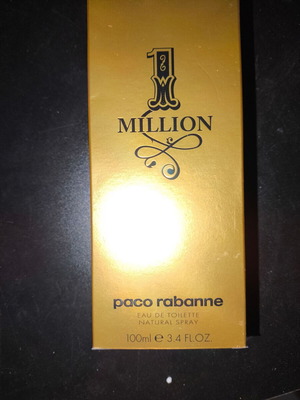 1
MILLION
paco rabanne
EAU DE TOILETTE
NATURAL SPRAY
100ml e 3.4 FL.OZ.